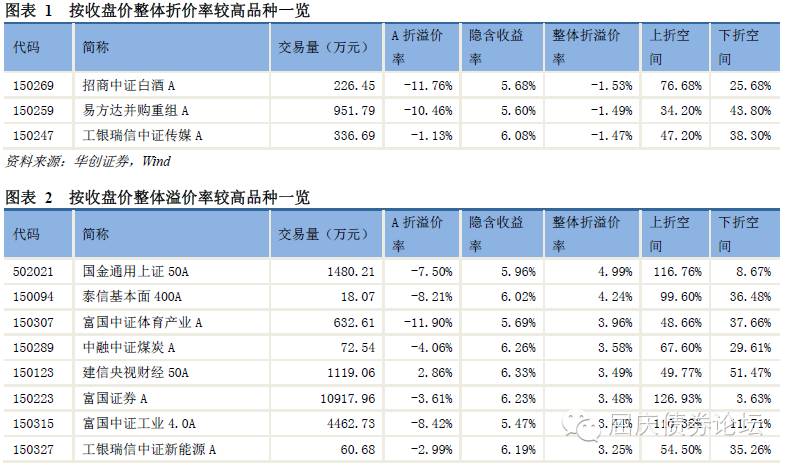 图表 1 按收盘价整体折价率较高品种一览
代码 简称 交易量（万元） A 折溢价率 隐含收益率 整体折溢价率 上折空间 下折空间
150269 招商中证白酒 A 226.45 -11.76% 5.68% -1.53% 76.68% 25.68%
150259 易方达并购重组 A 951.79 -10.46% 5.60% -1.49% 34.20% 43.80%
150247 工银瑞信中证传媒 A 336.69 -1.13% 6.08% -1.47% 47.20% 38.30%
资料来源：华创证券，Wind
图表 2 按收盘价整体溢价率较高品种一览
代码 简称 交易量（万元） A 折溢价率 隐含收益率 整体折溢价率 上折空间 下折空间
502021 国金通用上证 50A 1480.21 -7.50% 5.96% 4.99% 116.76% 8.67%
150094 泰信基本面 400A 18.07 -8.21% 6.02% 4.24% 99.60% 36.48%
150307 富国中证体育产业 A 632.61 -11.90% 5.69% 3.96% 48.66% 37.66%
150289 中融中证煤炭 A 72.54 -4.06% 6.26% 3.58% 67.60% 29.61%
150123 建信央视财经 50A 1119.06 2.86% 6.33% 3.49% 49.77% 51.47%
150223 富国证券 A 10917.96 -3.61% 6.23% 3.48% 126.93% 3.63%
150315 富国中证工业 4.0A 4462.73 -8.42% 5.47%
150327 工银瑞信中证新能源 A 60.68 -2.99% 6.19% 3.25% 54.50% 35.26%
屈庆债券论坛